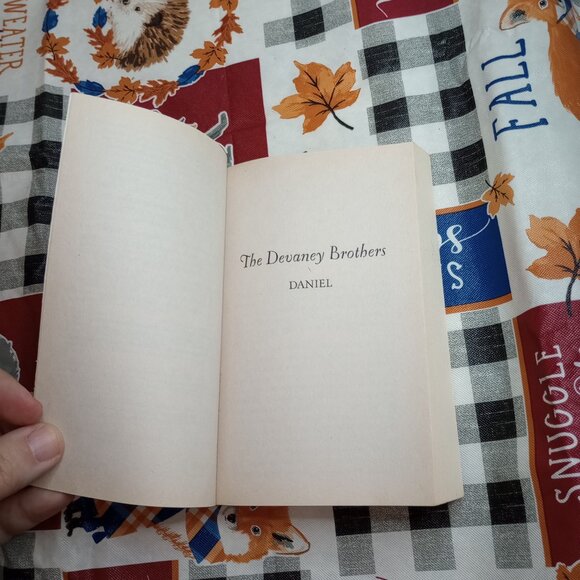 SWEATER
FALL
The Devaney Brothers
DANIEL
SNUGGLE